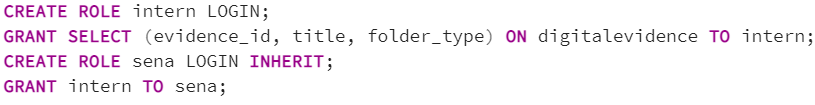 CREATE ROLE intern LOGIN;
GRANT SELECT (evidence_id, title, folder_type) ON digitalevidence TO intern;
CREATE ROLE sena LOGIN INHERIT;
GRANT intern TO sena;